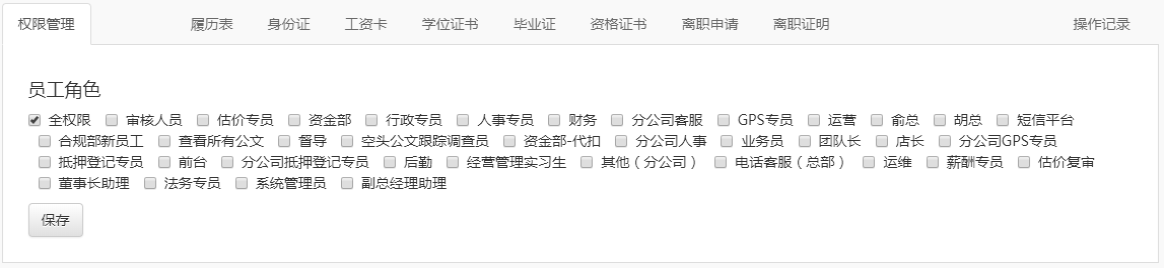 权限管理 履历表 身份证 工资卡 学位证书 毕业证 资格证书 离职申请 离职证明 操作记录
员工角色
全权限 审核人员 估价专员 资金部 行政专员 人事专员 财务 分公司客服 GPS专员 运营 俞总 胡总 短信平台
合规部新员工 查看所有公文 督导 空头公文跟踪调查员 资金部-代扣 分公司人事 业务员 团队长 店长 分公司GPS专员
抵押登记专员 前台 分公司抵押登记专员 后勤 经营管理实习生 其他（分公司） 电话客服（总部） 运维 薪酬专员 估价复审
董事长助理 法务专员 系统管理员 副总经理助理
保存